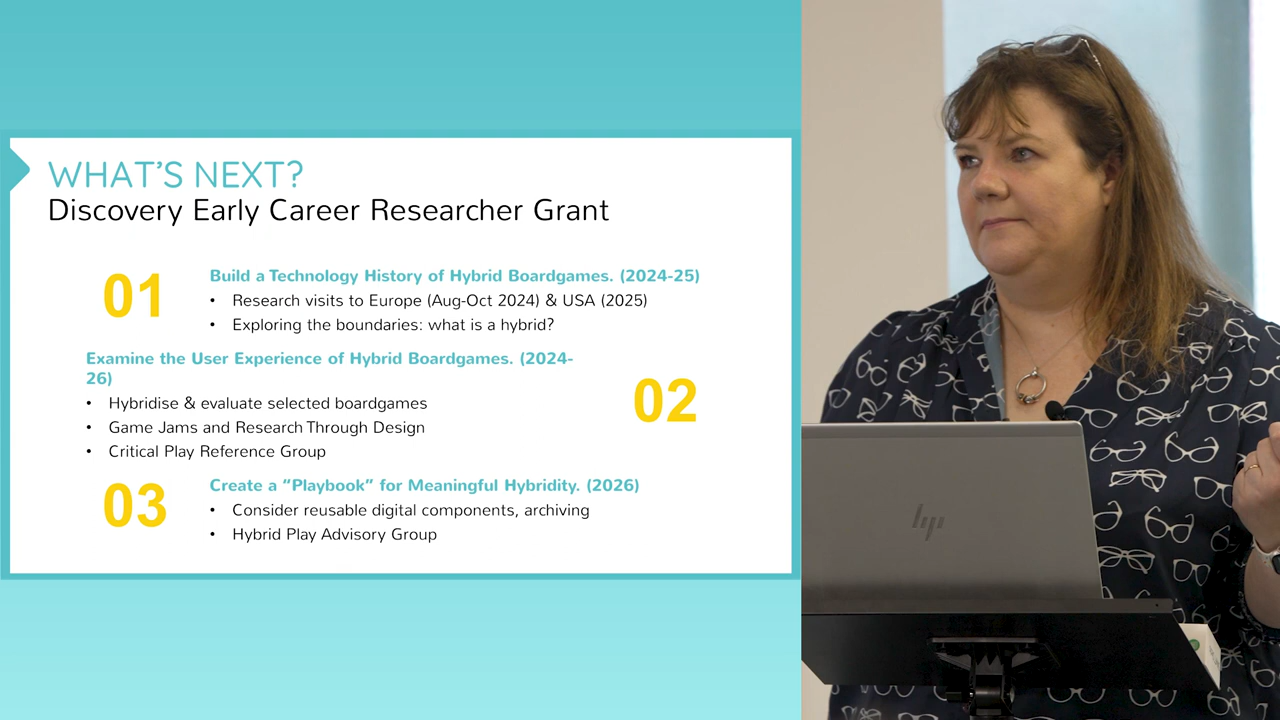 WHAT'S NEXT?
Discovery Early Career Researcher Grant
01
Build a Technology History of Hybrid Boardgames. (2024-25)
• Research visits to Europe (Aug-Oct 2024) & USA (2025)
• Exploring the boundaries: what is a hybrid?
Examine the User Experience of Hybrid Boardgames. (2024-
26)
• Hybridise & evaluate selected boardgames
• Game Jams and Research Through Design
• Critical Play Reference Group
02
03
Create a “Playbook” for Meaningful Hybridity. (2026)
• Consider reusable digital components, archiving
• Hybrid Play Advisory Group
hp